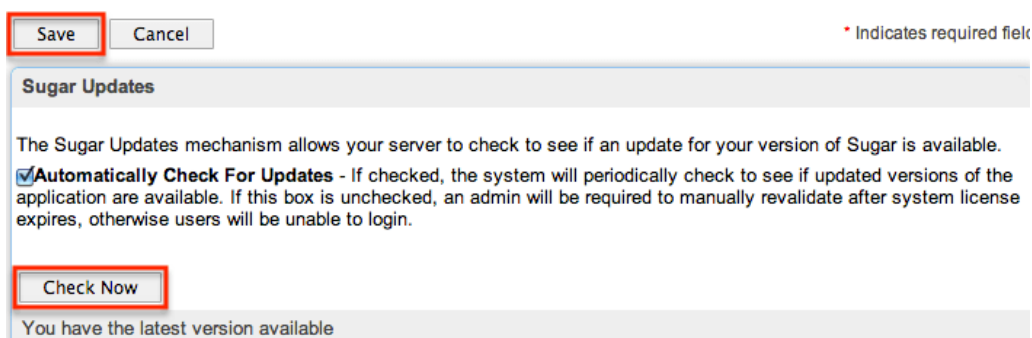 Save Cancel * Indicates required field
Sugar Updates
The Sugar Updates mechanism allows your server to check to see if an update for your version of Sugar is available.
Automatically Check For Updates - If checked, the system will periodically check to see if updated versions of the
application are available. If this box is unchecked, an admin will be required to manually revalidate after system license
expires, otherwise users will be unable to login.
Check Now
You have the latest version available